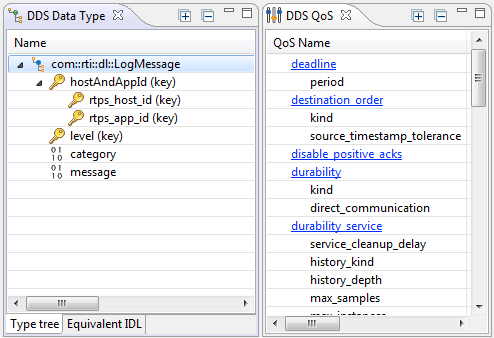 DDS Data Type
Name
com::rti::dl::LogMessage
hostAndAppId (key)
rtps_host_id (key)
rtps_app_id (key)
level (key)
category
message
Type tree
Equivalent IDL
DDS QoS
QoS Name
deadline
period
destination_order
kind
source_timestamp_tolerance
disable_positive_acks
durability
kind
direct_communication
durability_service
service_cleanup_delay
history_kind
history_depth
max_samples
max_instances